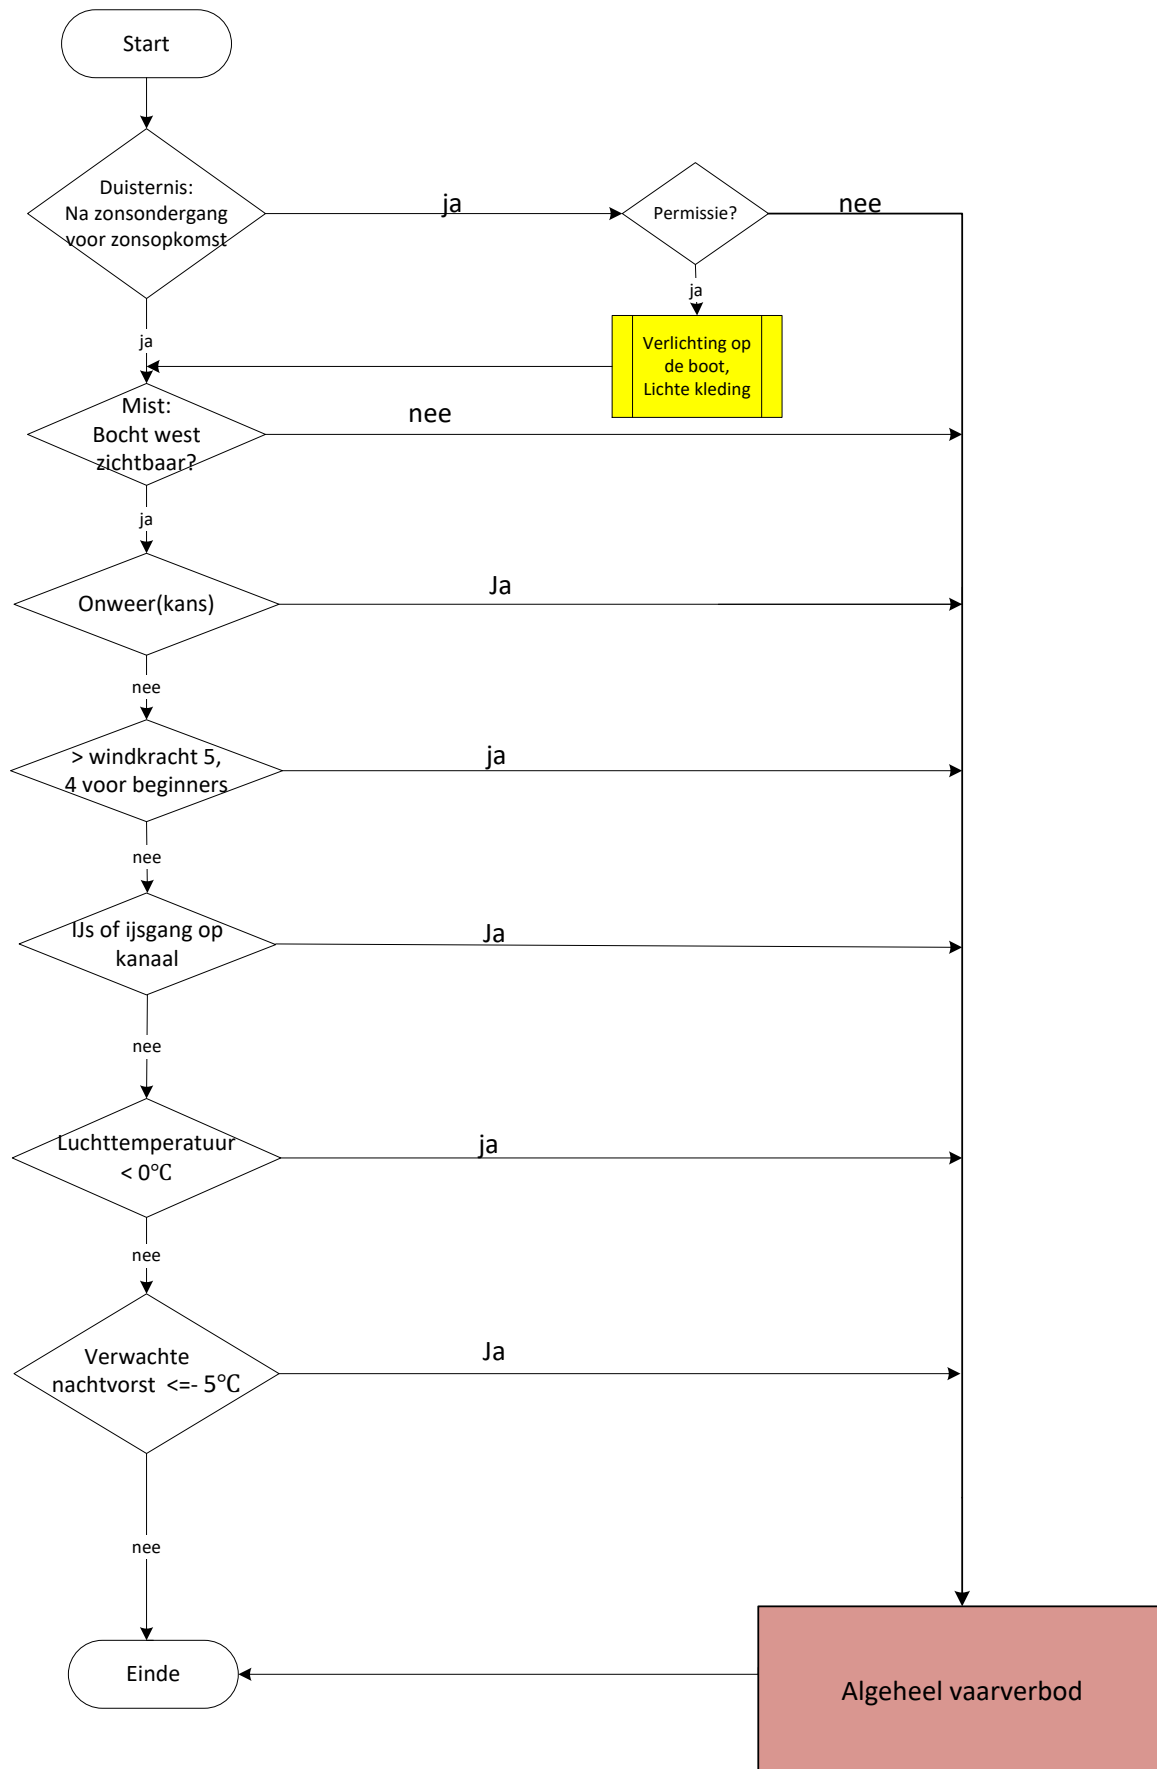 Start
Duisternis:
Na zonsondergang
voor zonsopkomst
ja
Permissie?
nee
ja
Verlichting op
de boot,
Lichte kleding
ja
Mist:
Bocht west
zichtbaar?
nee
ja
Onweer(kans)
Ja
nee
> windkracht 5,
4 voor beginners
ja
nee
IJs of ijsgang op
kanaal
Ja
nee
Luchttemperatuur
< 0℃
ja
nee
Verwachte
nachtvorst <=- 5℃
Ja
nee
Einde
Algeheel vaarverbod